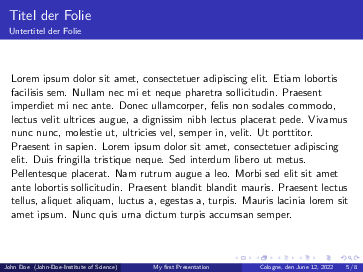 Titel der Folie
Untertitel der Folie
Lorem ipsum dolor sit amet, consectetuer adipiscing elit. Etiam lobortis
facilisis sem. Nullam nec mi et neque pharetra sollicitudin. Praesent
imperdiet mi nec ante. Donec ullamcorper, felis non sodales commodo,
lectus velit ultrices augue, a dignissim nibh lectus placerat pede. Vivamus
nunc nunc, molestie ut, ultricies vel, semper in, velit. Ut porttitor.
Praesent in sapien. Lorem ipsum dolor sit amet, consectetuer adipiscing
elit. Duis fringilla tristique neque. Sed interdum libero ut metus.
Pellentesque placerat. Nam rutrum augue a leo. Morbi sed elit sit amet
ante lobortis sollicitudin. Praesent blandit blandit mauris. Praesent lectus
tellus, aliquet aliquam, luctus a, egestas a, turpis. Mauris lacinia lorem sit
amet ipsum. Nunc quis urna dictum turpis accumsan semper.
John Doe (John-Doe-Institute of Science) My first Presentation Cologne, den June 12, 2022 5 / 8